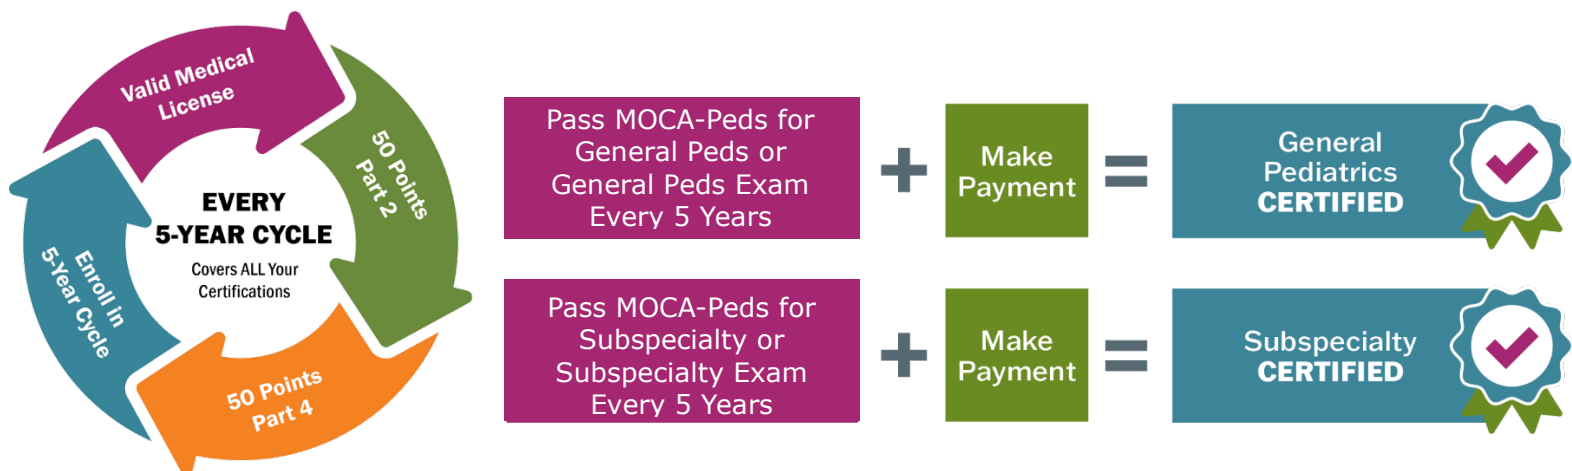 Valid Medical
License
50 Points
Part 2
50 Points
Part 4
Enroll in
5-Year Cycle
EVERY
5-YEAR CYCLE
Covers ALL Your
Certifications
Pass MOCA-Peds for
General Peds or
General Peds Exam
Every 5 Years
+
Make
Payment
=
General
Pediatrics
CERTIFIED
Pass MOCA-Peds for
Subspecialty or
Subspecialty Exam
Every 5 Years
+
Make
Payment
=
Subspecialty
CERTIFIED